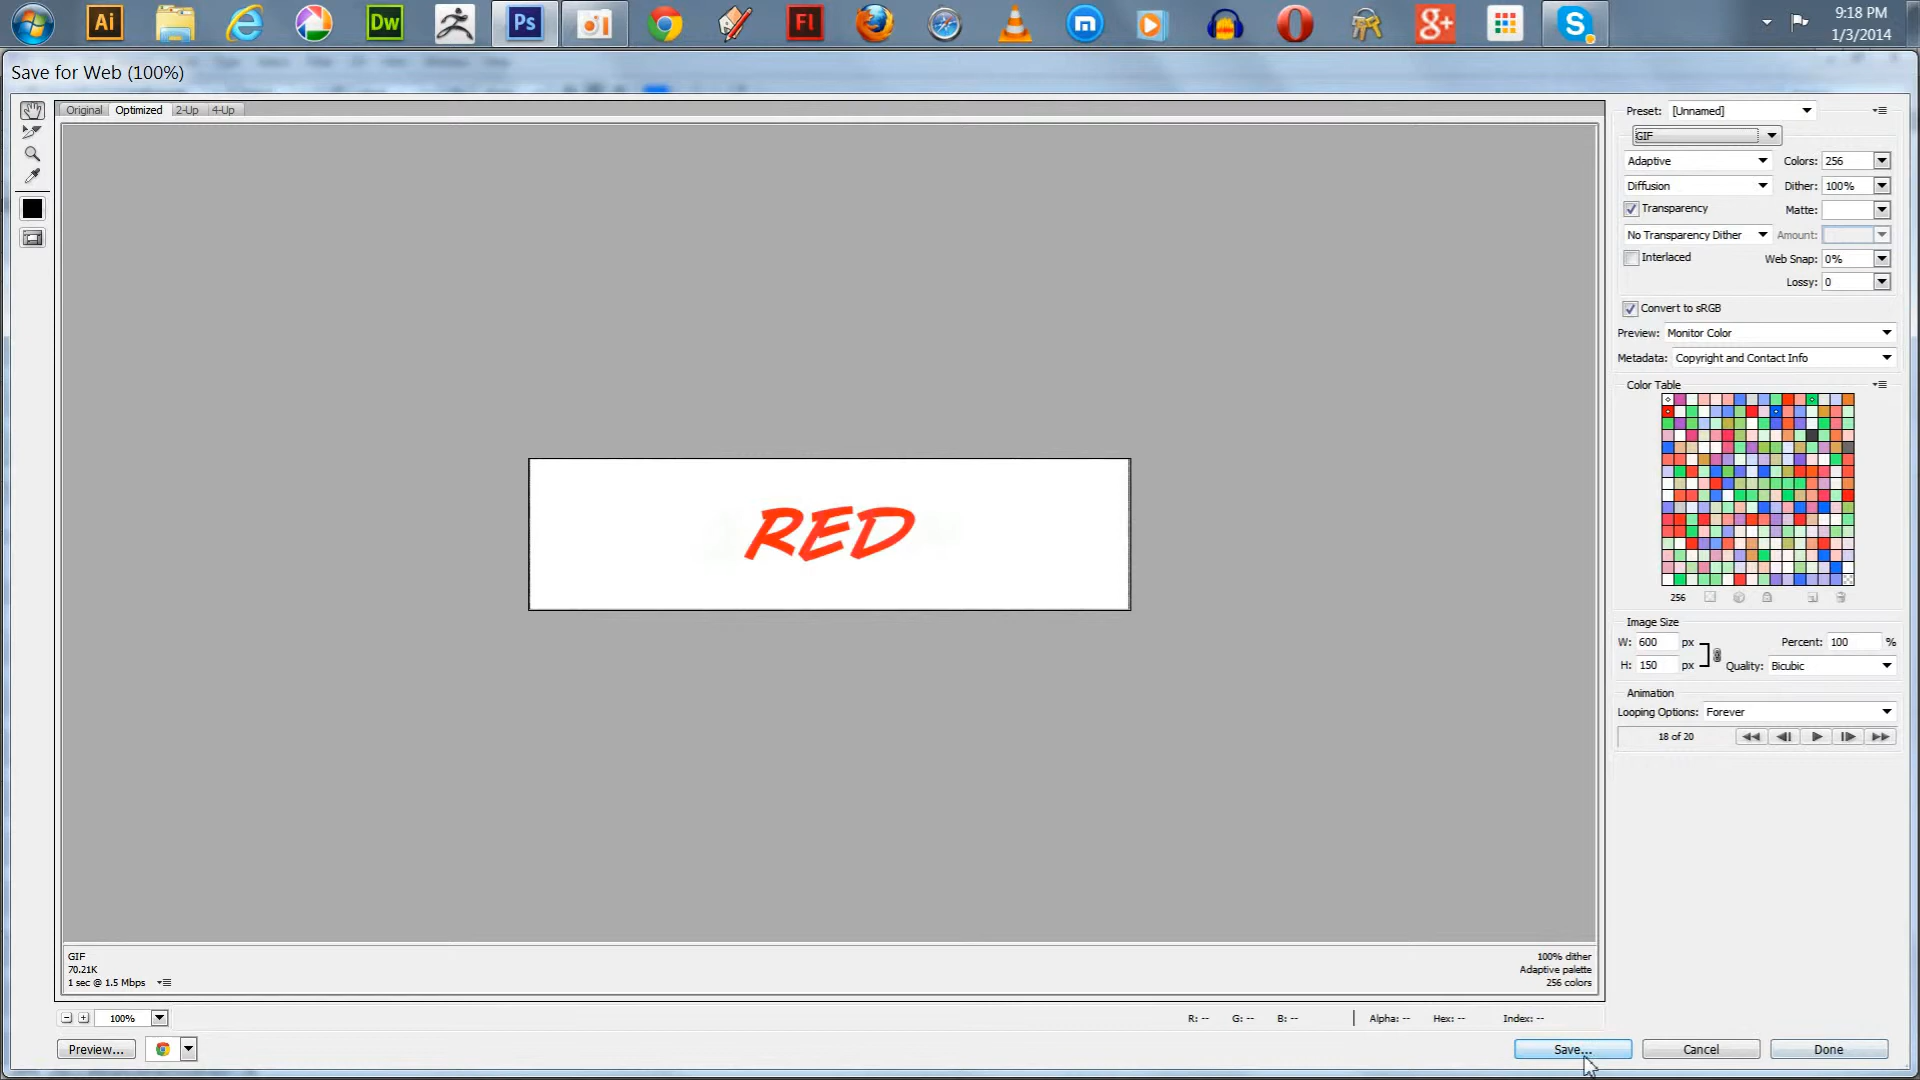 Ai
Dw
Ps
Fl
m
g+
S
9:18 PM
1/3/2014
Save for Web (100%)
Original Optimized 2-Up 4-Up
Preset: [Unnamed]
GIF
Adaptive Colors: 256
Diffusion Dither: 100%
Transparency Matte:
No Transparency Dither Amount:
Interlaced Web Snap: 0%
Lossy: 0
Convert to sRGB
Preview: Monitor Color
Metadata: Copyright and Contact Info
Color Table
256
RED
Image Size
W: 600 px Percent: 100 %
H: 150 px Quality: Bicubic
Animation
Looping Options: Forever
18 of 20
GIF
70.21K
1 sec @ 1.5 Mbps
100% dither
Adaptive palette
256 colors
100%
R: -- G: -- B: -- Alpha: -- Hex: -- Index: --
Preview... Save... Cancel Done